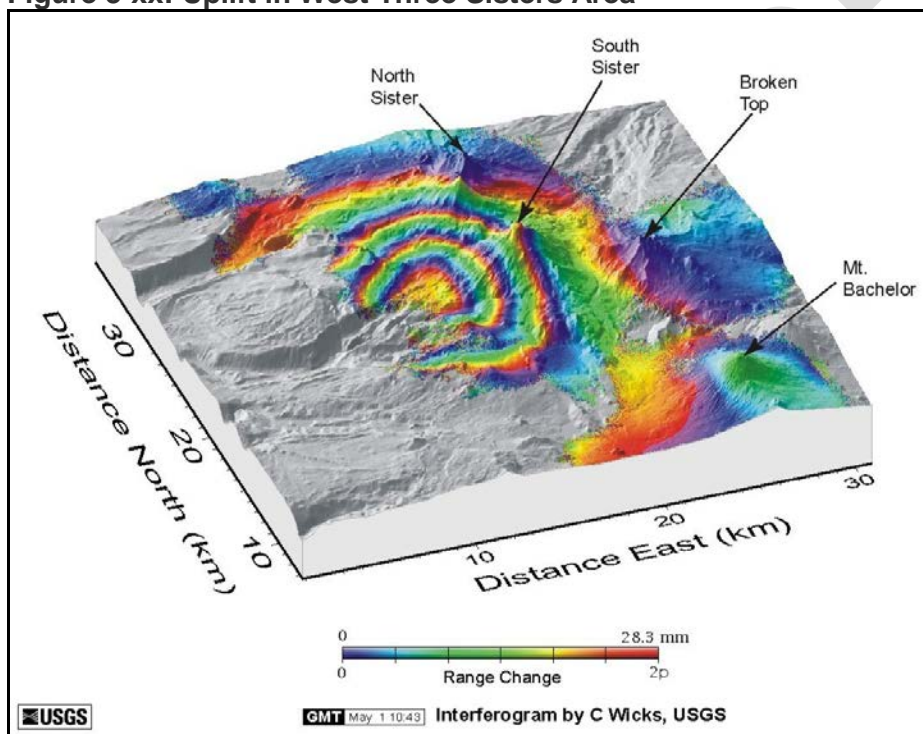 Figure 3-xx. Uplift in West Three Sisters Area
South
Sister
North
Sister
Broken
Top
Mt.
Bachelor
30
20
10
Distance North (km)
10
20
30
Distance East (km)
0 28.3 mm
0 Range Change 2p
USGS
GMT May 1 10:43 Interferogram by C Wicks, USGS